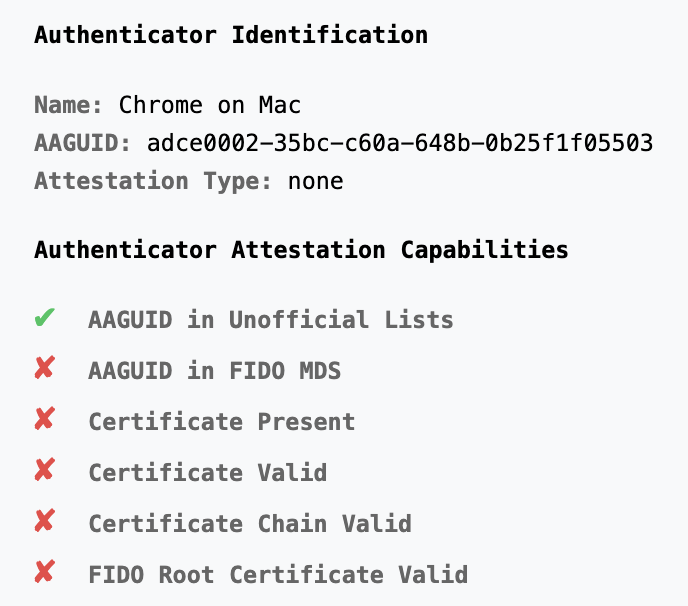 Authenticator Identification
Name: Chrome on Mac
AAGUID: adce0002-35bc-c60a-648b-0b25f1f05503
Attestation Type: none
Authenticator Attestation Capabilities
✔ AAGUID in Unofficial Lists
✘ AAGUID in FIDO MDS
✘ Certificate Present
✘ Certificate Valid
✘ Certificate Chain Valid
✘ FIDO Root Certificate Valid